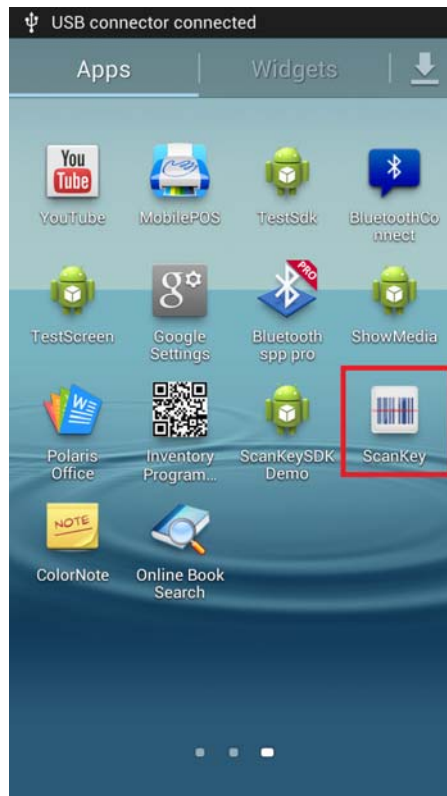 USB connector connected
Apps
Widgets
You
Tube
PRO
YouTube
MobilePOS
TestSdk
BluetoothCo
nnect
g
TestScreen
Google
Settings
Bluetooth
spp pro
ShowMedia
W
Polaris
Office
Inventory
Program...
ScanKeySDK
Demo
ScanKey
NOTE
ColorNote
Online Book
Search